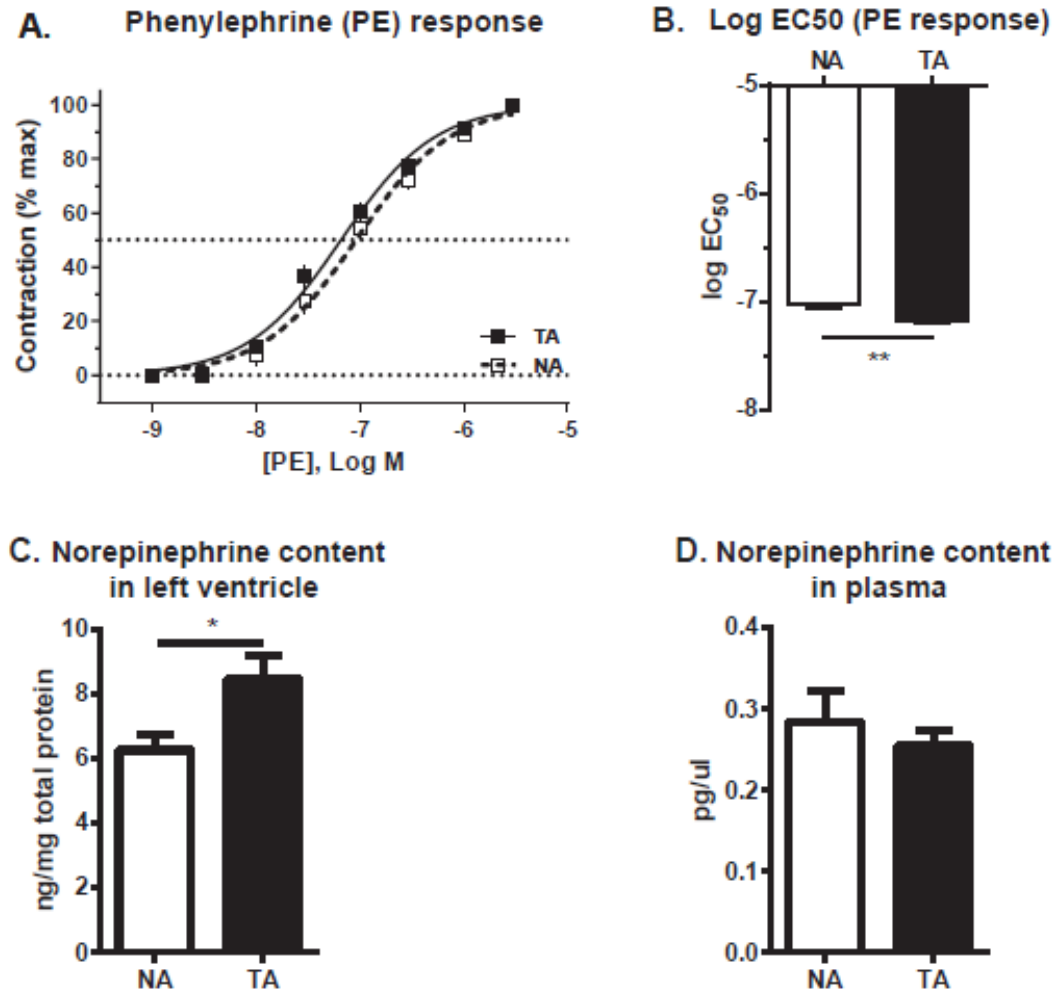 A. Phenylephrine (PE) response
100
80
60
40
20
0
Contraction (% max)
TA
NA
-9 -8 -7 -6 -5
[PE], Log M
B. Log EC50 (PE response)
NA TA
-5
-6
-7
-8
log EC50
**
C. Norepinephrine content
in left ventricle
10
8
6
4
2
0
ng/mg total protein
*
NA TA
D. Norepinephrine content
in plasma
0.4
0.3
0.2
0.1
0.0
pg/ul
NA TA